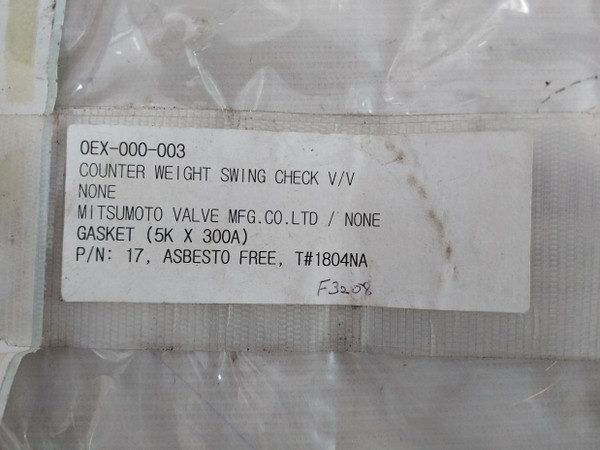 OEX-000-003
COUNTER WEIGHT SWING CHECK V/V
NONE
MITSUMOTO VALVE MFG.CO.LTD / NONE
GASKET (5K X 300A)
P/N: 17, ASBESTO FREE, T#1804NA
F3208